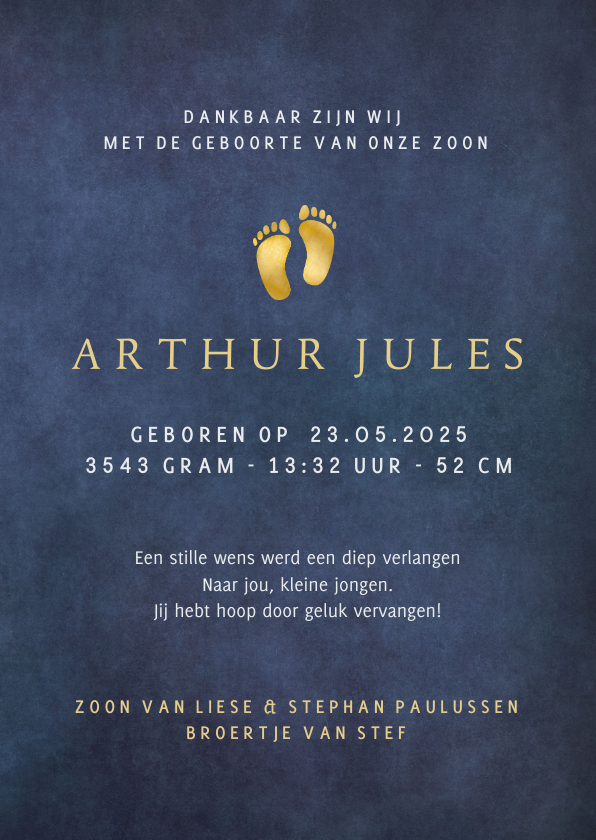 DANKBAAR ZIJN WIJ
MET DE GEBOORTE VAN ONZE ZOON
ARTHUR JULES
GEBOREN OP 23.05.2025
3543 GRAM - 13:32 UUR - 52 CM
Een stille wens werd een diep verlangen
Naar jou, kleine jongen.
Jij hebt hoop door geluk vervangen!
ZOON VAN LIESE & STEPHAN PAULUSSEN
BROERTJE VAN STEF